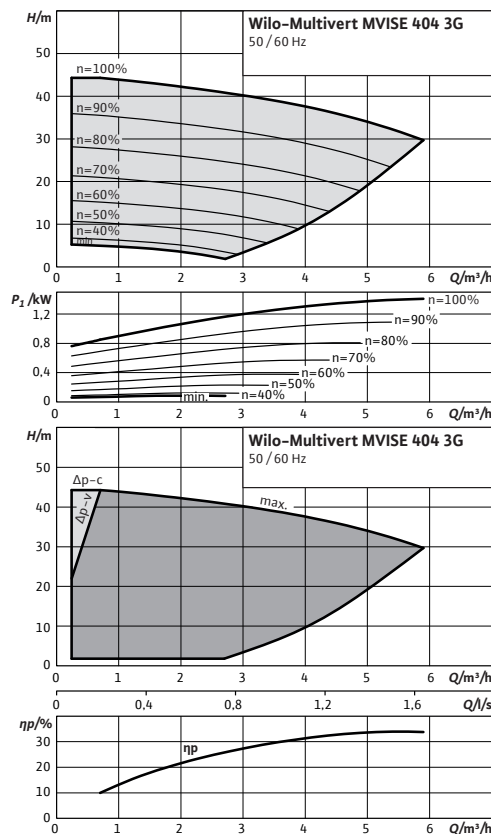 H/m
Wilo-Multivert MVISE 404 3G
50 / 60 Hz
50
n=100%
40
n=90%
30
n=80%
n=70%
20
n=60%
n=50%
10
n=40%
min.
0
0 1 2 3 4 5 6 Q/m³/h
P₁ /kW
n=100%
1,2
n=90%
0,8
n=80%
n=70%
0,4
n=60%
n=50%
min.
n=40%
0
0 1 2 3 4 5 6 Q/m³/h
H/m
Wilo-Multivert MVISE 404 3G
50 / 60 Hz
50
Δp-c
Δp-v
max.
40
30
20
10
0
0 1 2 3 4 5 6 Q/m³/h
0 0,4 0,8 1,2 1,6 Q/l/s
ηp/%
30
ηp
20
10
0 1 2 3 4 5 6 Q/m³/h